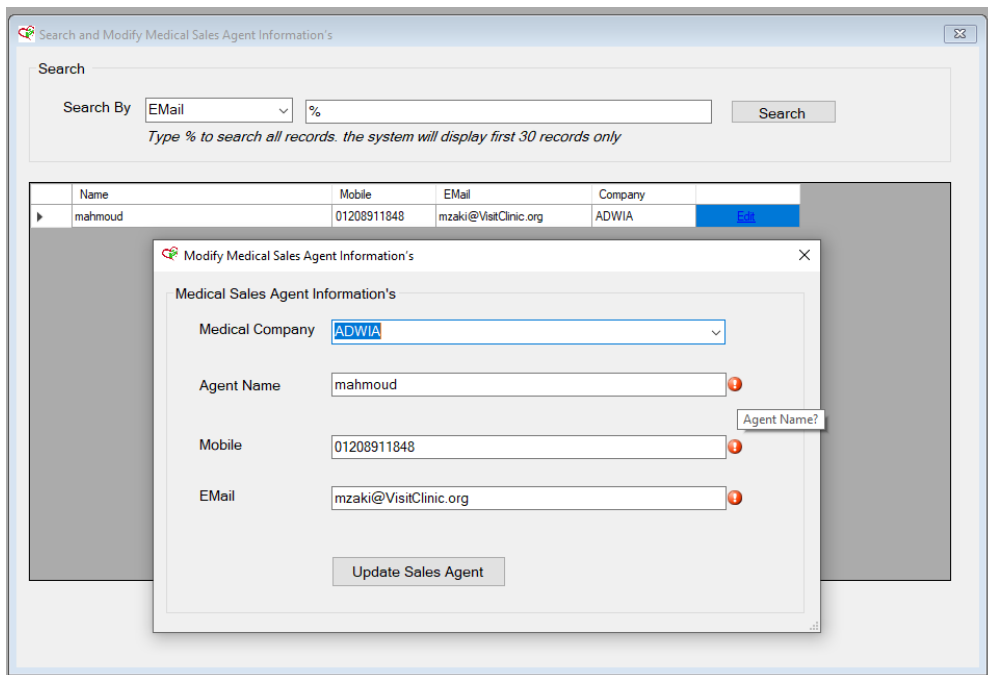 Search and Modify Medical Sales Agent Information's
Search
Search By EMail % Search
Type % to search all records. the system will display first 30 records only
Name Mobile EMail Company
mahmoud 01208911848 mzaki@VisitClinic.org ADWIA Edit
Modify Medical Sales Agent Information's
Medical Sales Agent Information's
Medical Company ADWIA
Agent Name mahmoud
Agent Name?
Mobile 01208911848
EMail mzaki@VisitClinic.org
Update Sales Agent